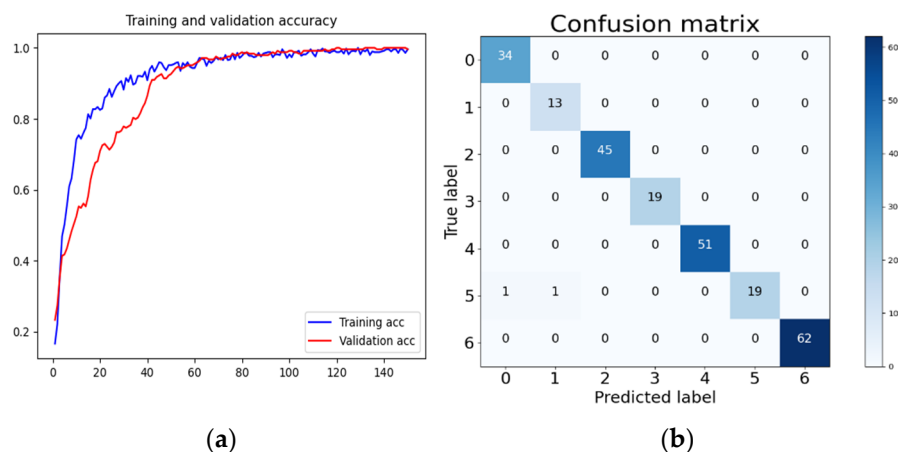 Training and validation accuracy
1.0
0.8
0.6
0.4
0.2
Training acc
Validation acc
0 20 40 60 80 100 120 140
(a)
Confusion matrix
True label
0 34 0 0 0 0 0 0
1 0 13 0 0 0 0 0
2 0 0 45 0 0 0 0
3 0 0 0 19 0 0 0
4 0 0 0 0 51 0 0
5 1 1 0 0 0 19 0
6 0 0 0 0 0 0 62
0 1 2 3 4 5 6
Predicted label
60
50
40
30
20
10
0
(b)